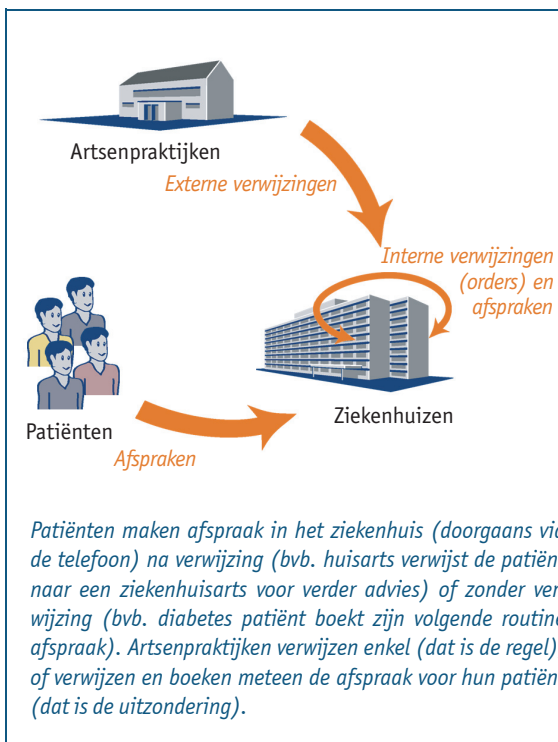 Artsenpraktijken
Externe verwijzingen
Interne verwijzingen
(orders) en
afspraken
Ziekenhuizen
Patiënten
Afspraken
Patiënten maken afspraak in het ziekenhuis (doorgaans via
de telefoon) na verwijzing (bvb. huisarts verwijst de patiën
naar een ziekenhuisarts voor verder advies) of zonder ver
wijzing (bvb. diabetes patiënt boekt zijn volgende routine
afspraak). Artsenpraktijken verwijzen enkel (dat is de regel)
of verwijzen en boeken meteen de afspraak voor hun patiën
(dat is de uitzondering).